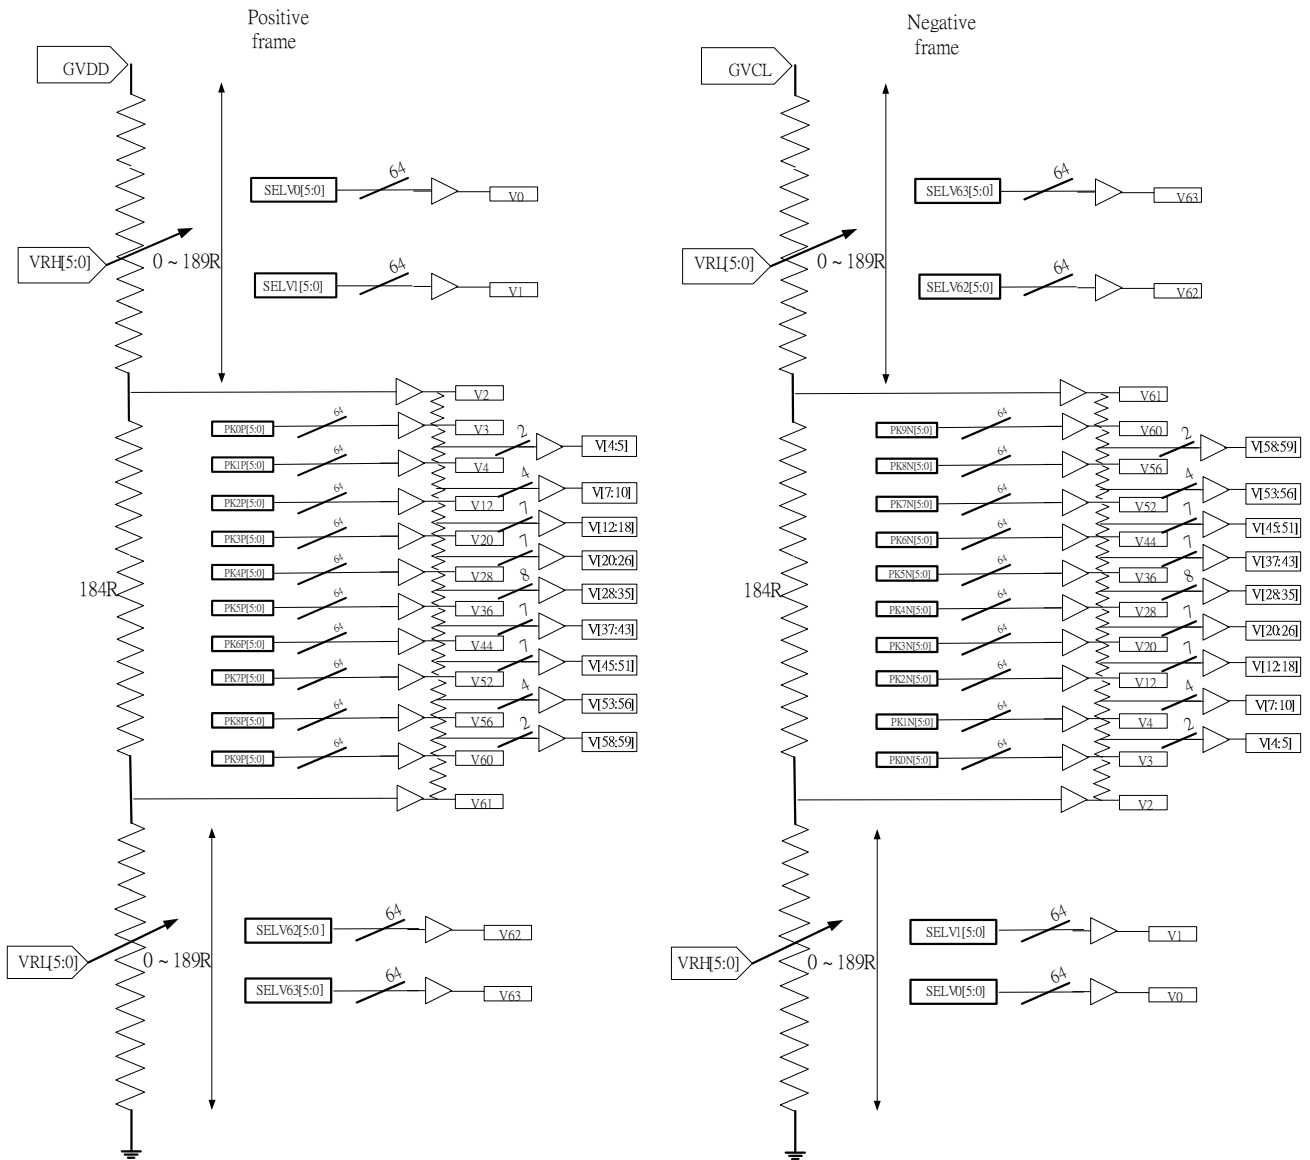 Positive
frame
GVDD
SELV0[5:0]
64
V0
VRH[5:0]
0 ~ 189R
SELV1[5:0]
64
V1
V2
PK0P[5:0]
64
V3
2
V[4:5]
PK1P[5:0]
64
V4
4
V[7:10]
PK2P[5:0]
64
V12
7
V[12:18]
PK3P[5:0]
64
V20
7
V[20:26]
184R
PK4P[5:0]
64
V28
8
V[28:35]
PK5P[5:0]
64
V36
7
V[37:43]
PK6P[5:0]
64
V44
7
V[45:51]
PK7P[5:0]
64
V52
4
V[53:56]
PK8P[5:0]
64
V56
2
V[58:59]
PK9P[5:0]
64
V60
V61
SELV62[5:0]
64
V62
VRL[5:0]
0 ~ 189R
SELV63[5:0]
64
V63
Negative
frame
GVCL
SELV63[5:0]
64
V63
VRL[5:0]
0 ~ 189R
SELV62[5:0]
64
V62
V61
PK9N[5:0]
64
V60
2
V[58:59]
PK8N[5:0]
64
V56
4
V[53:56]
PK7N[5:0]
64
V52
7
V[45:51]
PK6N[5:0]
64
V44
7
V[37:43]
184R
PK5N[5:0]
64
V36
8
V[28:35]
PK4N[5:0]
64
V28
7
V[20:26]
PK3N[5:0]
64
V20
7
V[12:18]
PK2N[5:0]
64
V12
4
V[7:10]
PK1N[5:0]
64
V4
2
V[4:5]
PK0N[5:0]
64
V3
V2
SELV1[5:0]
64
V1
VRH[5:0]
0 ~ 189R
SELV0[5:0]
64
V0